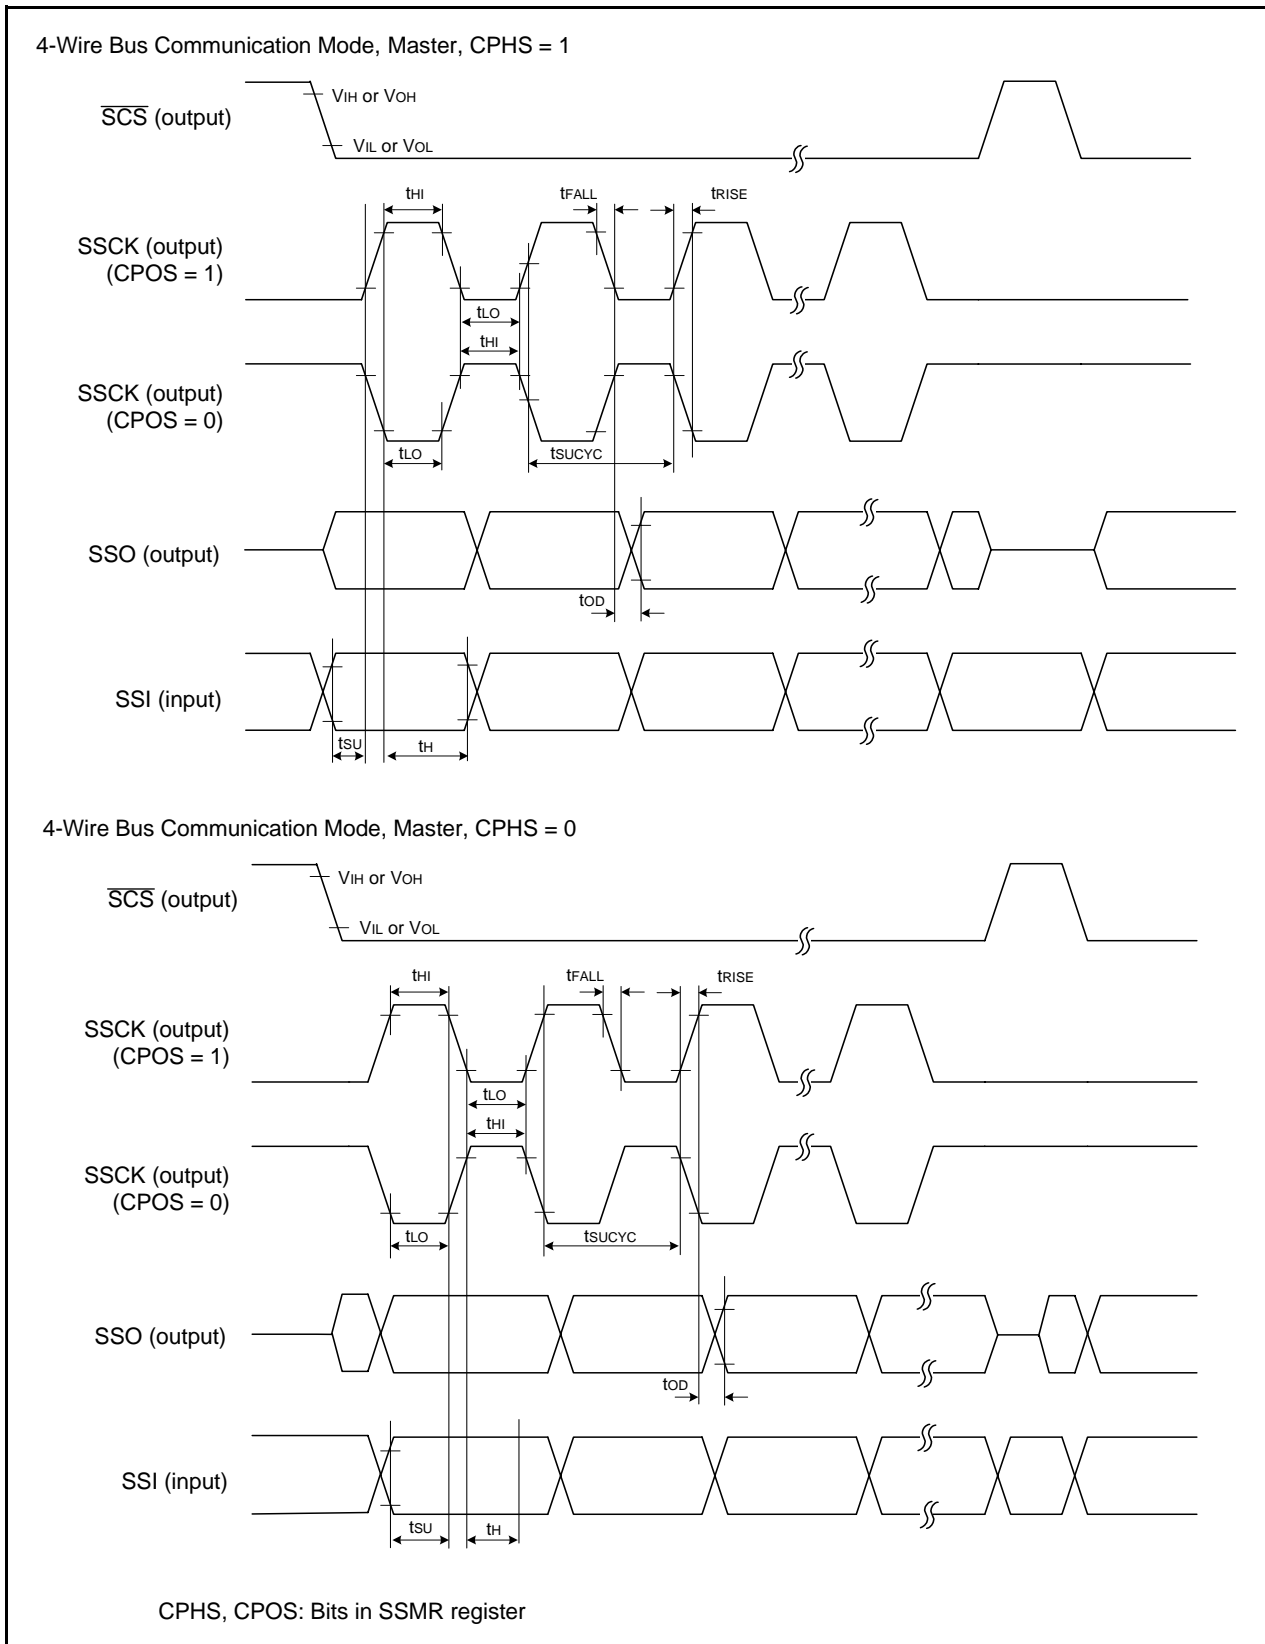 4-Wire Bus Communication Mode, Master, CPHS = 1
VIH or VOH
SCS (output)
VIL or VOL
tHI
tFALL
tRISE
SSCK (output)
(CPOS = 1)
tLO
tHI
SSCK (output)
(CPOS = 0)
tLO
tSUCYC
SSO (output)
tOD
SSI (input)
tSU
tH
4-Wire Bus Communication Mode, Master, CPHS = 0
VIH or VOH
SCS (output)
VIL or VOL
tHI
tFALL
tRISE
SSCK (output)
(CPOS = 1)
tLO
tHI
SSCK (output)
(CPOS = 0)
tLO
tSUCYC
SSO (output)
tOD
SSI (input)
tSU
tH
CPHS, CPOS: Bits in SSMR register